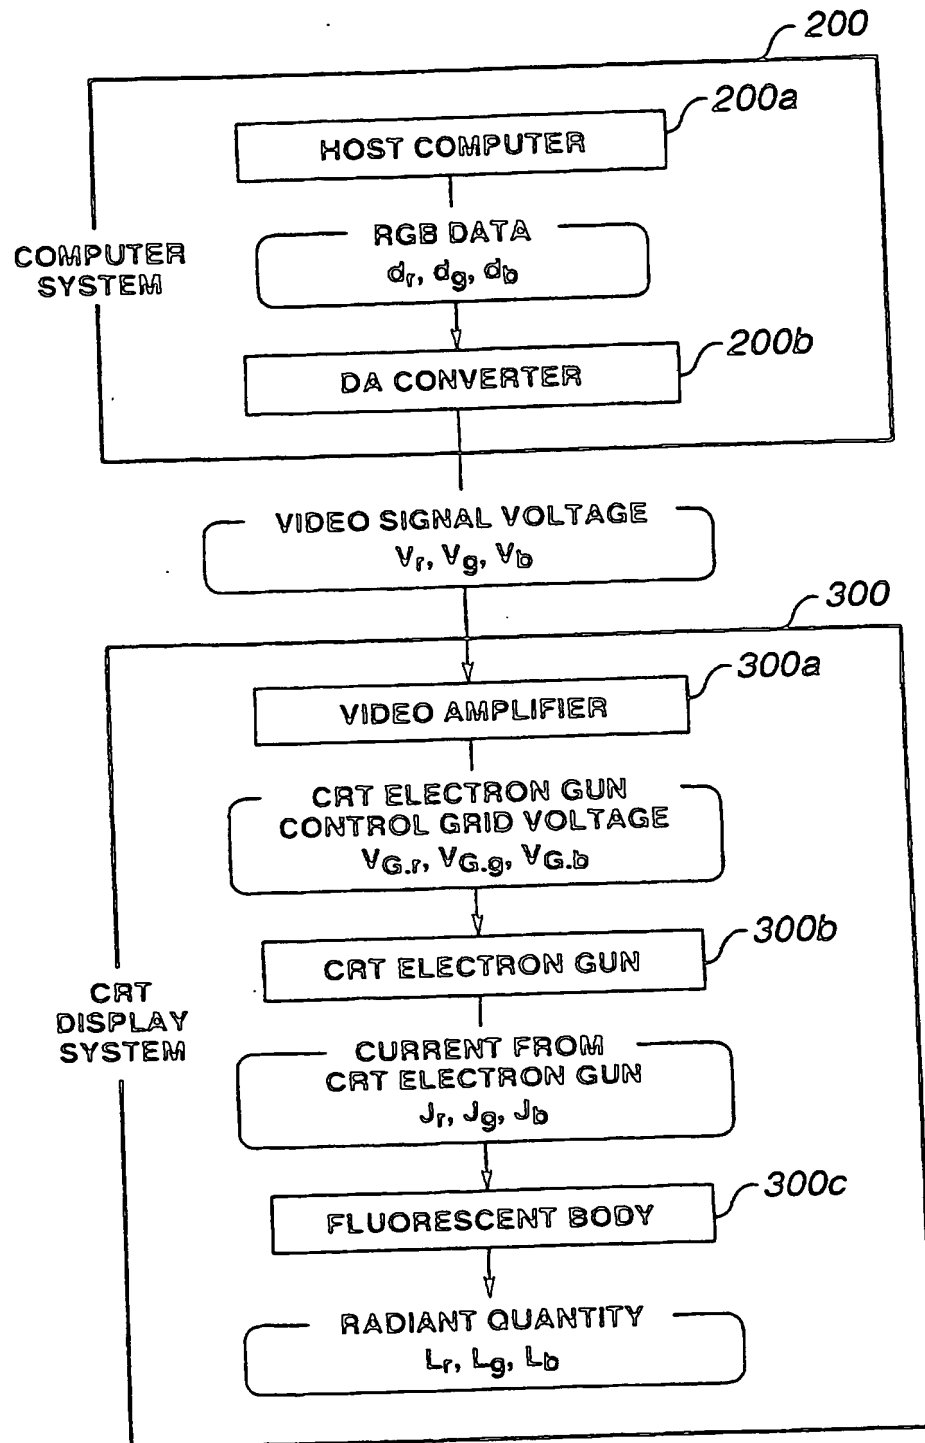 200
200a
HOST COMPUTER
RGB DATA
dr, dg, db
COMPUTER
SYSTEM
200b
DA CONVERTER
VIDEO SIGNAL VOLTAGE
Vr, Vg, Vb
300
300a
VIDEO AMPLIFIER
CRT ELECTRON GUN
CONTROL GRID VOLTAGE
VG.r, VG.g, VG.b
300b
CRT ELECTRON GUN
CRT
DISPLAY
SYSTEM
CURRENT FROM
CRT ELECTRON GUN
Jr, Jg, Jb
300c
FLUORESCENT BODY
RADIANT QUANTITY
Lr, Lg, Lb